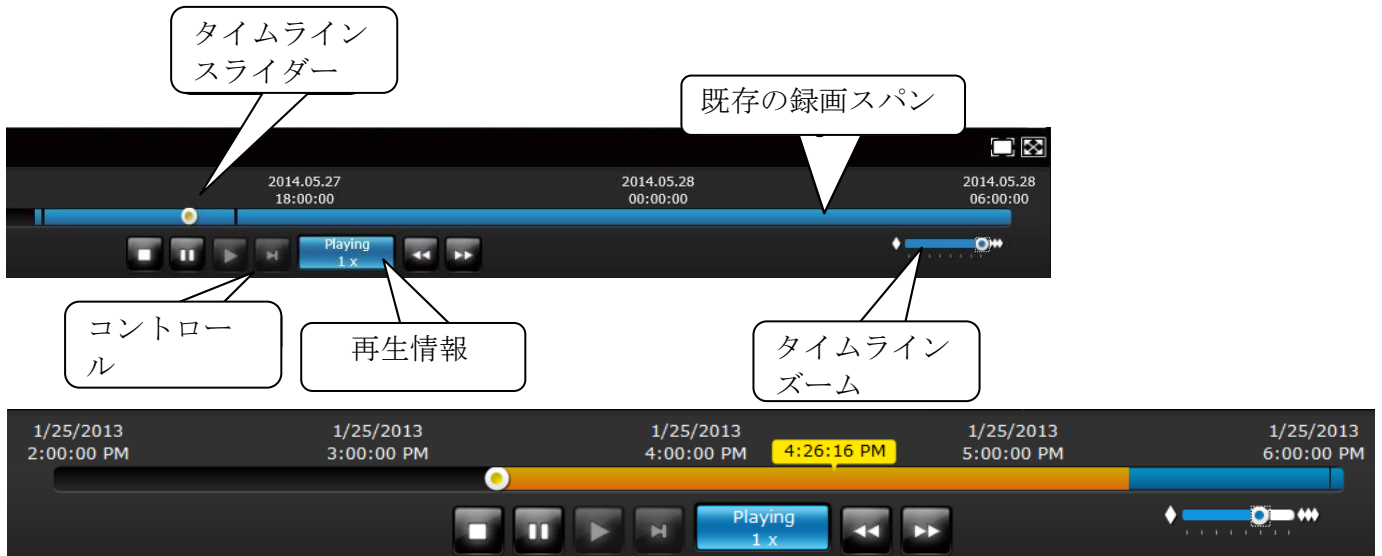 タイムライン
スライダー
既存の録画スパン
2014.05.27
18:00:00
2014.05.28
00:00:00
2014.05.28
06:00:00
Playing
1 x
コントロー
ル
再生情報
タイムライン
ズーム
1/25/2013
2:00:00 PM
1/25/2013
3:00:00 PM
1/25/2013
4:00:00 PM
4:26:16 PM
1/25/2013
5:00:00 PM
1/25/2013
6:00:00 PM
Playing
1 x